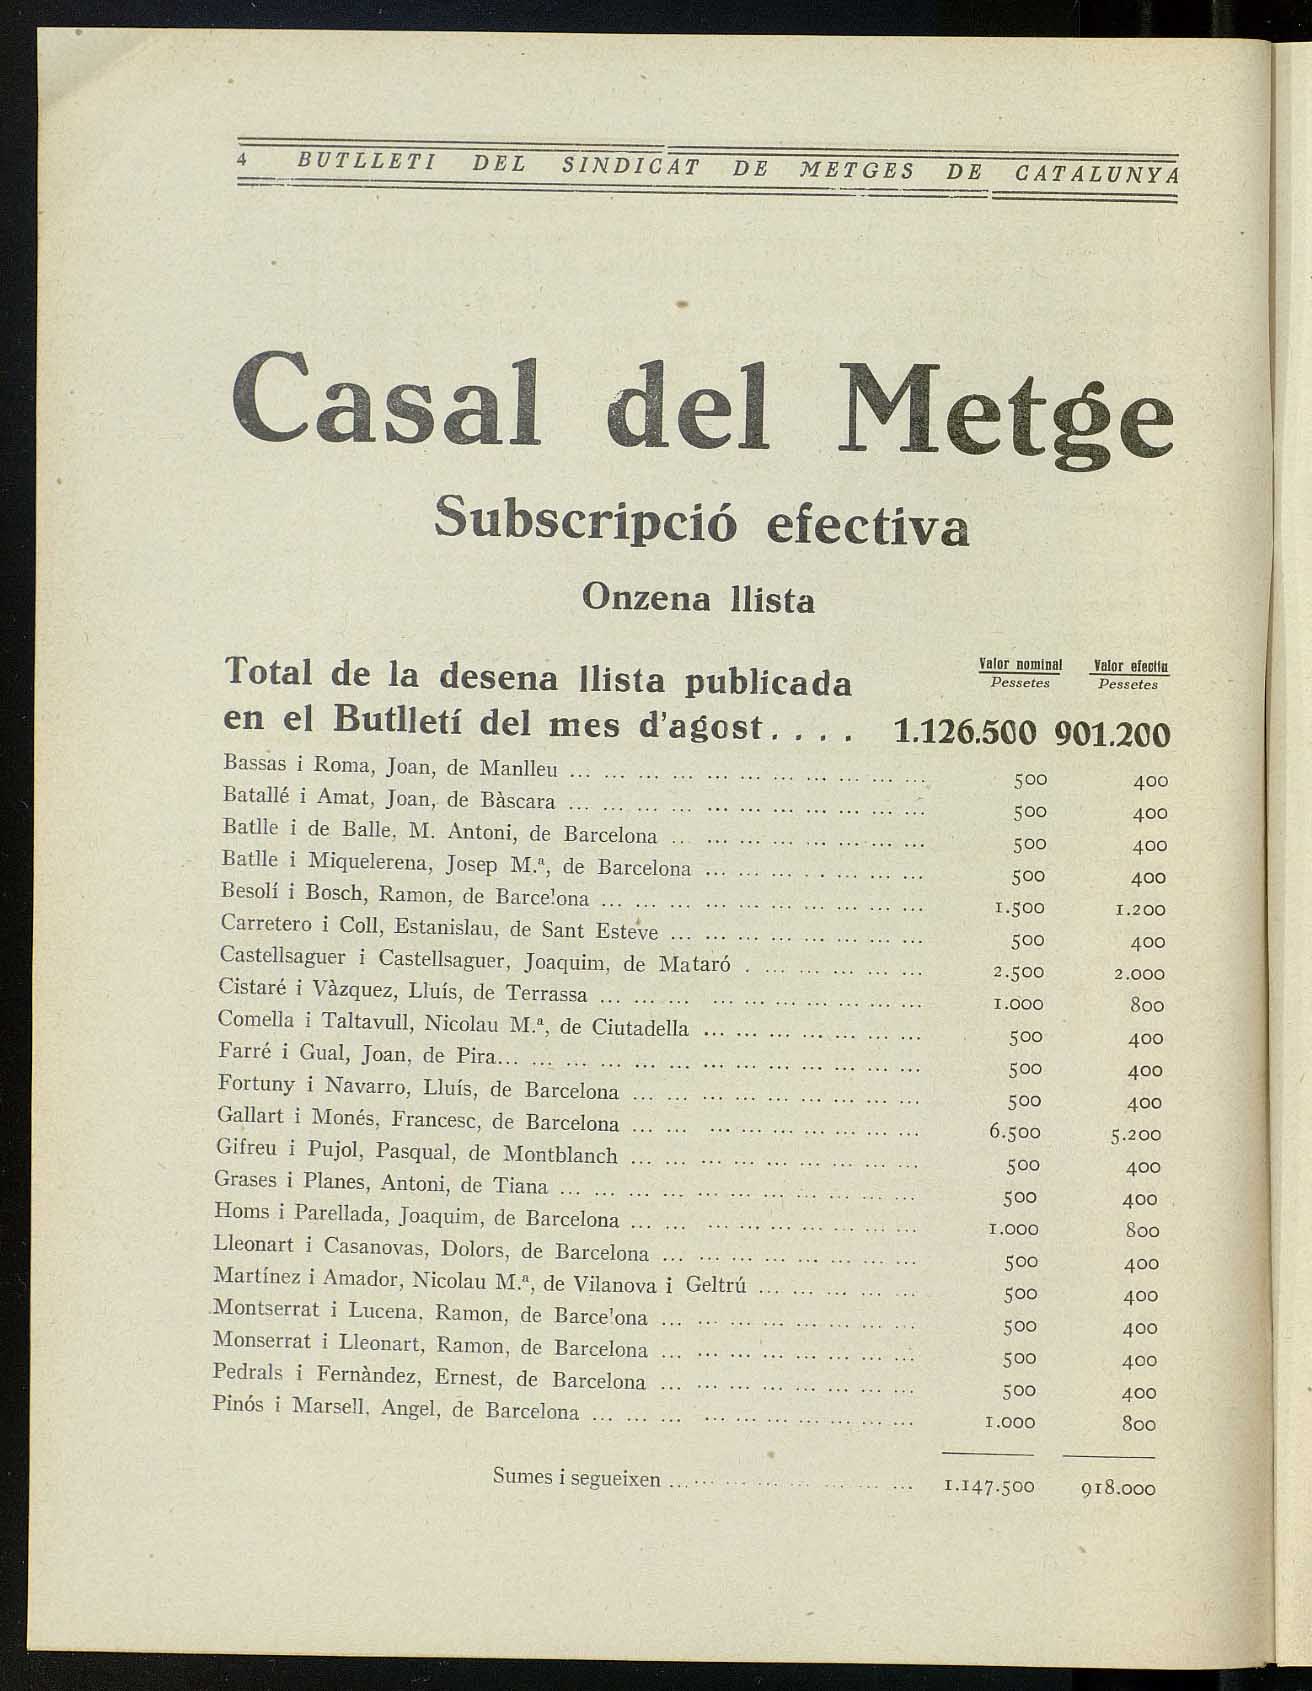 4 BUTLLETI DEL SINDICAT DE METGES DE CATALUNYA
Casal del Metge
Subscripció efectiva
Onzena llista
Valor nominal Valor efectiu
Pessetes Pessetes
Total de la desena llista publicada
en el Butlletí del mes d'agost. . . . 1.126.500 901.200
Bassas i Roma, Joan, de Manlleu ... ... ... ... ... ... ... ... ... ... ... 500 400
Batallé i Amat, Joan, de Bàscara ... ... ... ... ... ... ... ... ... ... ... 500 400
Batlle i de Balle, M. Antoni, de Barcelona ... ... ... ... ... ... ... ... 500 400
Batlle i Miquelerena, Josep M.ª, de Barcelona ... ... ... ... ... ... ... 500 400
Besolí i Bosch, Ramon, de Barcelona ... ... ... ... ... ... ... ... ... ... 1.500 1.200
Carretero i Coll, Estanislau, de Sant Esteve ... ... ... ... ... ... ... ... 500 400
Castellsaguer i Castellsaguer, Joaquim, de Mataró . ... ... ... ... ... 2.500 2.000
Cistaré i Vàzquez, Lluís, de Terrassa ... ... ... ... ... ... ... ... ... ... 1.000 800
Comella i Taltavull, Nicolau M.ª, de Ciutadella ... ... ... ... ... ... ... 500 400
Farré i Gual, Joan, de Pira... ... ... ... ... ... ... ... ... ... ... ... ... 500 400
Fortuny i Navarro, Lluís, de Barcelona ... ... ... ... ... ... ... ... ... 500 400
Gallart i Monés, Francesc, de Barcelona ... ... ... ... ... ... ... ... ... 6.500 5.200
Gifreu i Pujol, Pasqual, de Montblanch ... ... ... ... ... ... ... ... ... 500 400
Grases i Planes, Antoni, de Tiana ... ... ... ... ... ... ... ... ... ... ... 500 400
Homs i Parellada, Joaquim, de Barcelona ... ... ... ... ... ... ... ... ... 1.000 800
Lleonart i Casanovas, Dolors, de Barcelona ... ... ... ... ... ... ... ... 500 400
Martínez i Amador, Nicolau M.ª, de Vilanova i Geltrú ... ... ... ... ... 500 400
Montserrat i Lucena, Ramon, de Barcelona ... ... ... ... ... ... ... ... 500 400
Monserrat i Lleonart, Ramon, de Barcelona ... ... ... ... ... ... ... ... 500 400
Pedrals i Fernàndez, Ernest, de Barcelona ... ... ... ... ... ... ... ... 500 400
Pinós i Marsell, Angel, de Barcelona ... ... ... ... ... ... ... ... ... ... 1.000 800
Sumes i segueixen ... ... ... ... ... ... ... ... 1.147.500 918.000